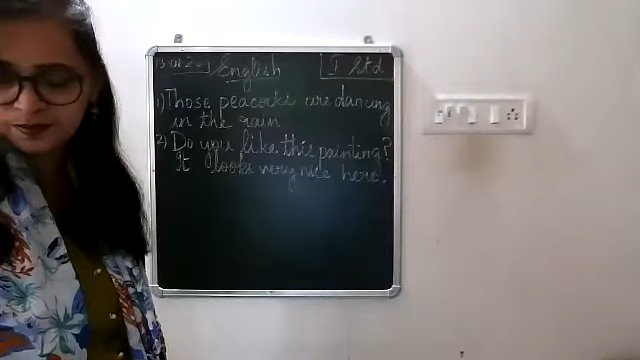 English
I std
1) Those peacocks are dancing
in the rain
2) Do you like this painting?
It looks very nice here.